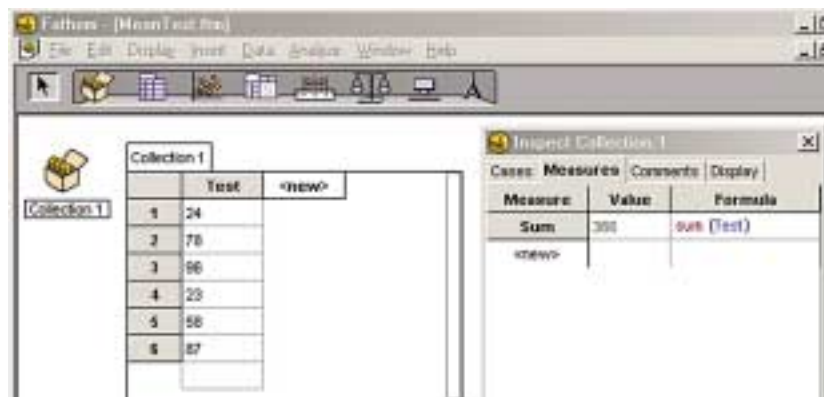 Fathom - [MeanTest.ftm]
File Edit Display Insert Data Analyze Window Help
Collection 1
Collection 1
Test <new>
1 24
2 78
3
4 23
5 58
6 87
Inspect Collection 1
Cases Measures Comments Display
Measure Value Formula
Sum sum (Test)
<new>